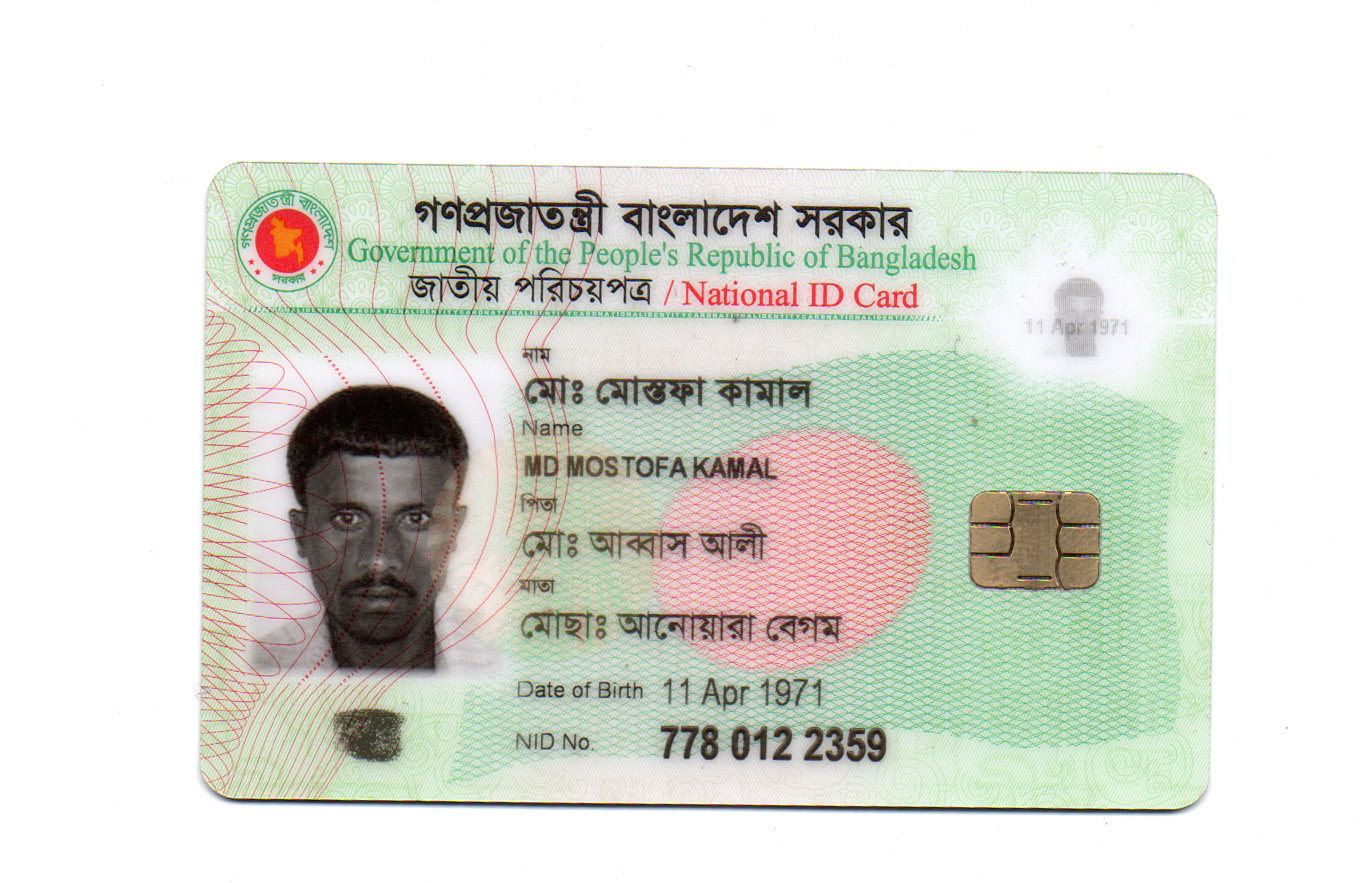 গণপ্রজাতন্ত্রী বাংলাদেশ সরকার
গণপ্রজাতন্ত্রী বাংলাদেশ
সরকার
Government of the People's Republic of Bangladesh
জাতীয় পরিচয়পত্র / National ID Card
11 Apr 1971
নাম
মোঃ মোস্তফা কামাল
Name
MD MOSTOFA KAMAL
পিতা
মোঃ আব্বাস আলী
মাতা
মোছাঃ আনোয়ারা বেগম
Date of Birth 11 Apr 1971
NID No. 778 012 2359